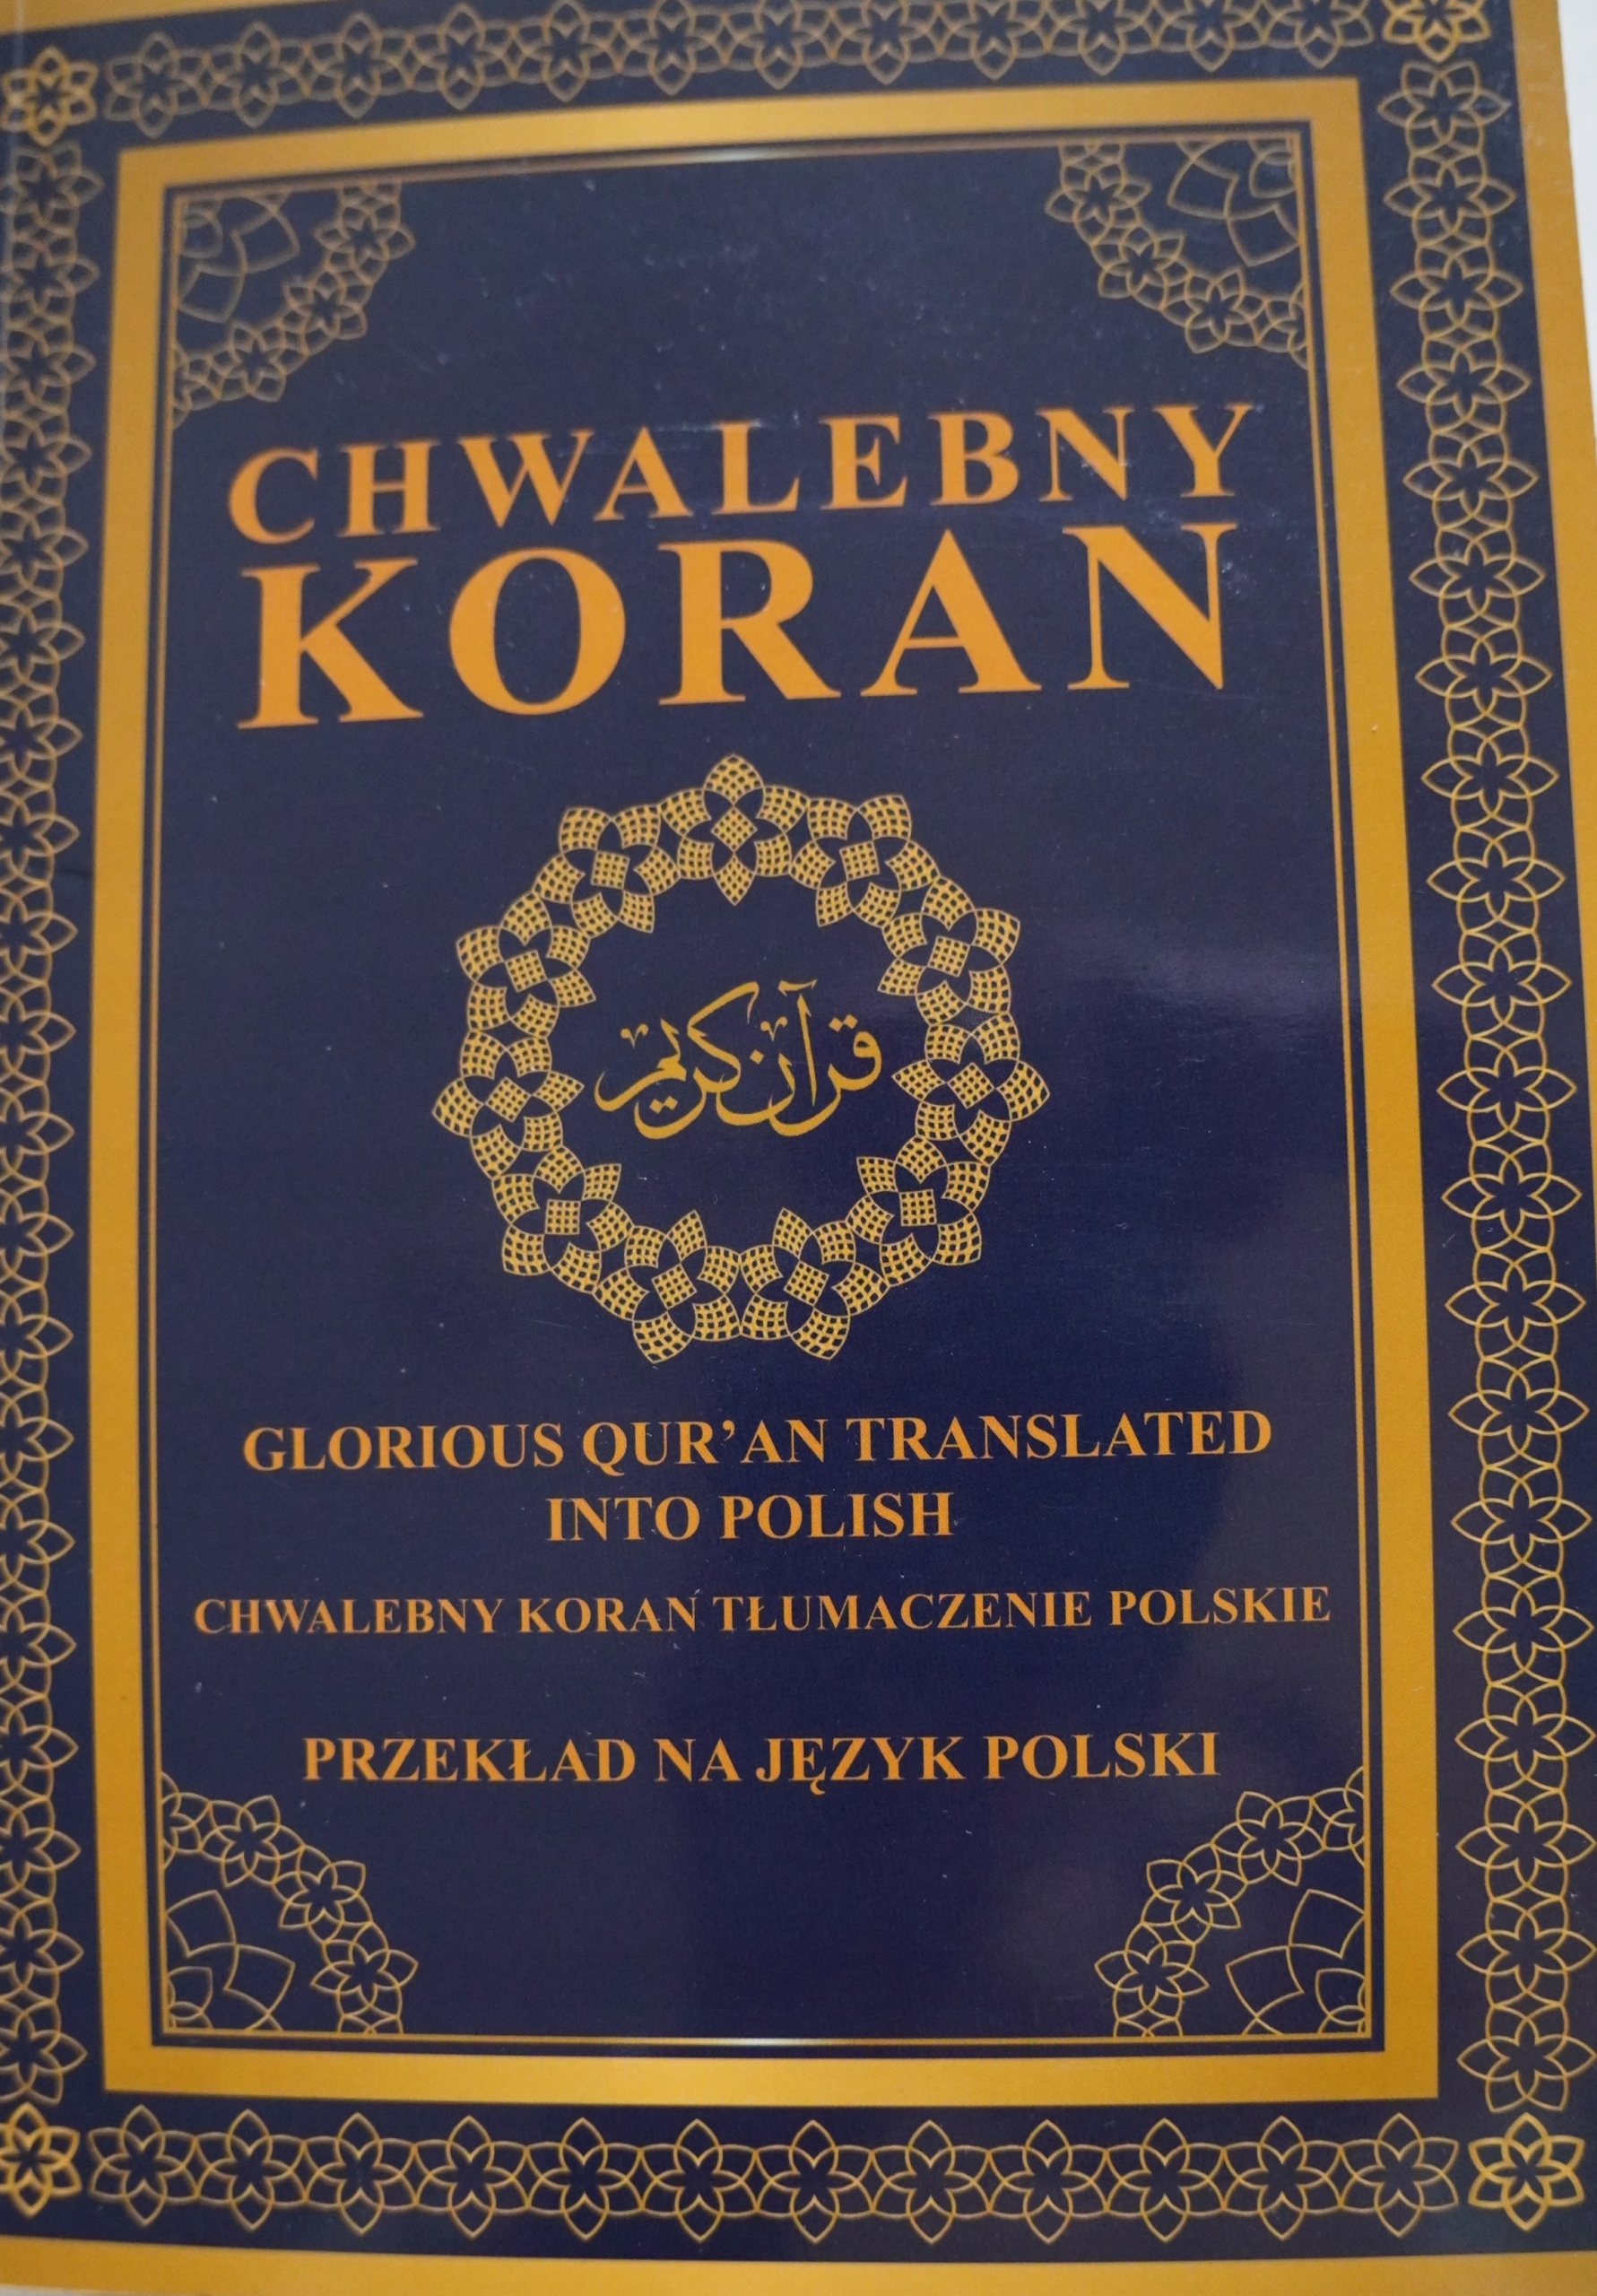 CHWALEBNY
KORAN
قرآن كريم
GLORIOUS QUR’AN TRANSLATED
INTO POLISH
CHWALEBNY KORAN TŁUMACZENIE POLSKIE
PRZEKŁAD NA JĘZYK POLSKI